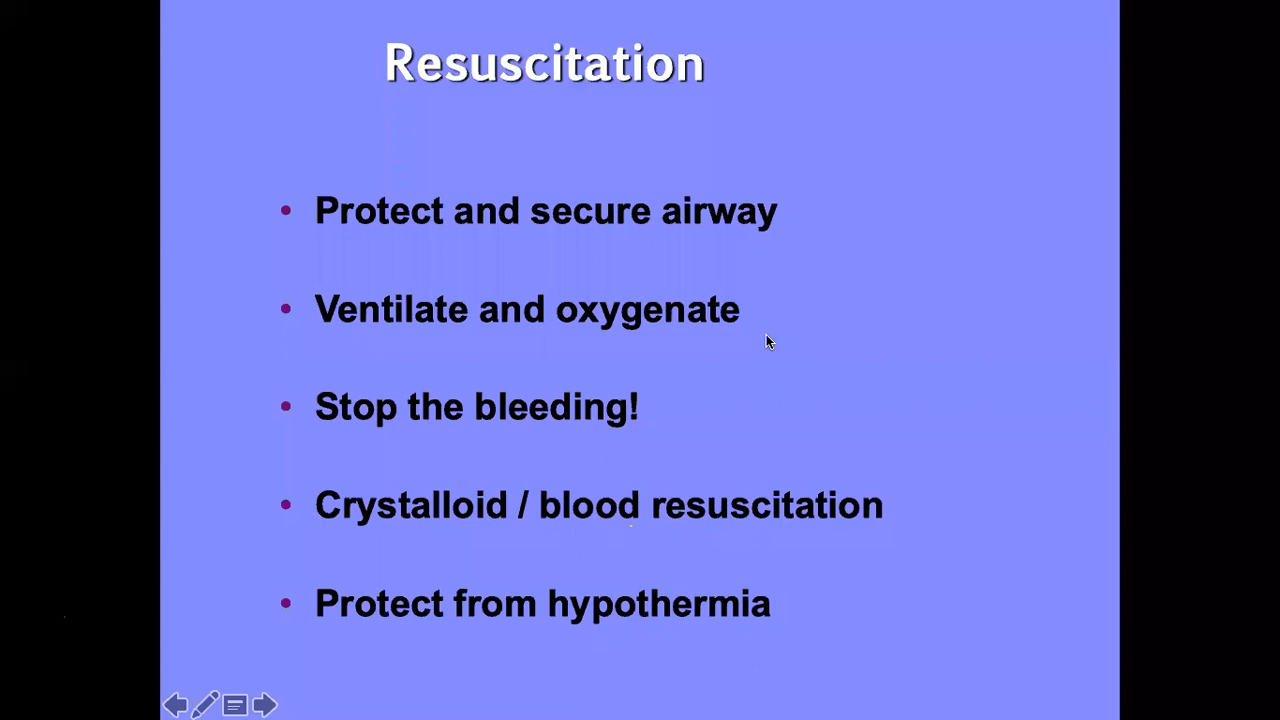 Resuscitation
• Protect and secure airway
• Ventilate and oxygenate
• Stop the bleeding!
• Crystalloid / blood resuscitation
• Protect from hypothermia